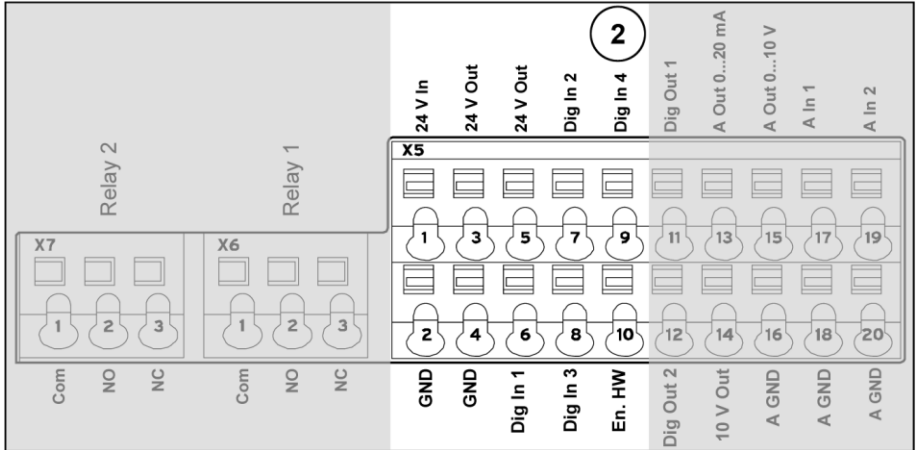 2
24 V In
24 V Out
24 V Out
Dig In 2
Dig In 4
Dig Out 1
A Out 0...20 mA
A Out 0...10 V
A In 1
A In 2
Relay 2
Relay 1
X5
1 3 5 7 9 11 13 15 17 19
X7
X6
1 2 3
1 2 3
2 4 6 8 10 12 14 16 18 20
Com
NO
NC
Com
NO
NC
GND
GND
Dig In 1
Dig In 3
En. HW
Dig Out 2
10 V Out
A GND
A GND
A GND